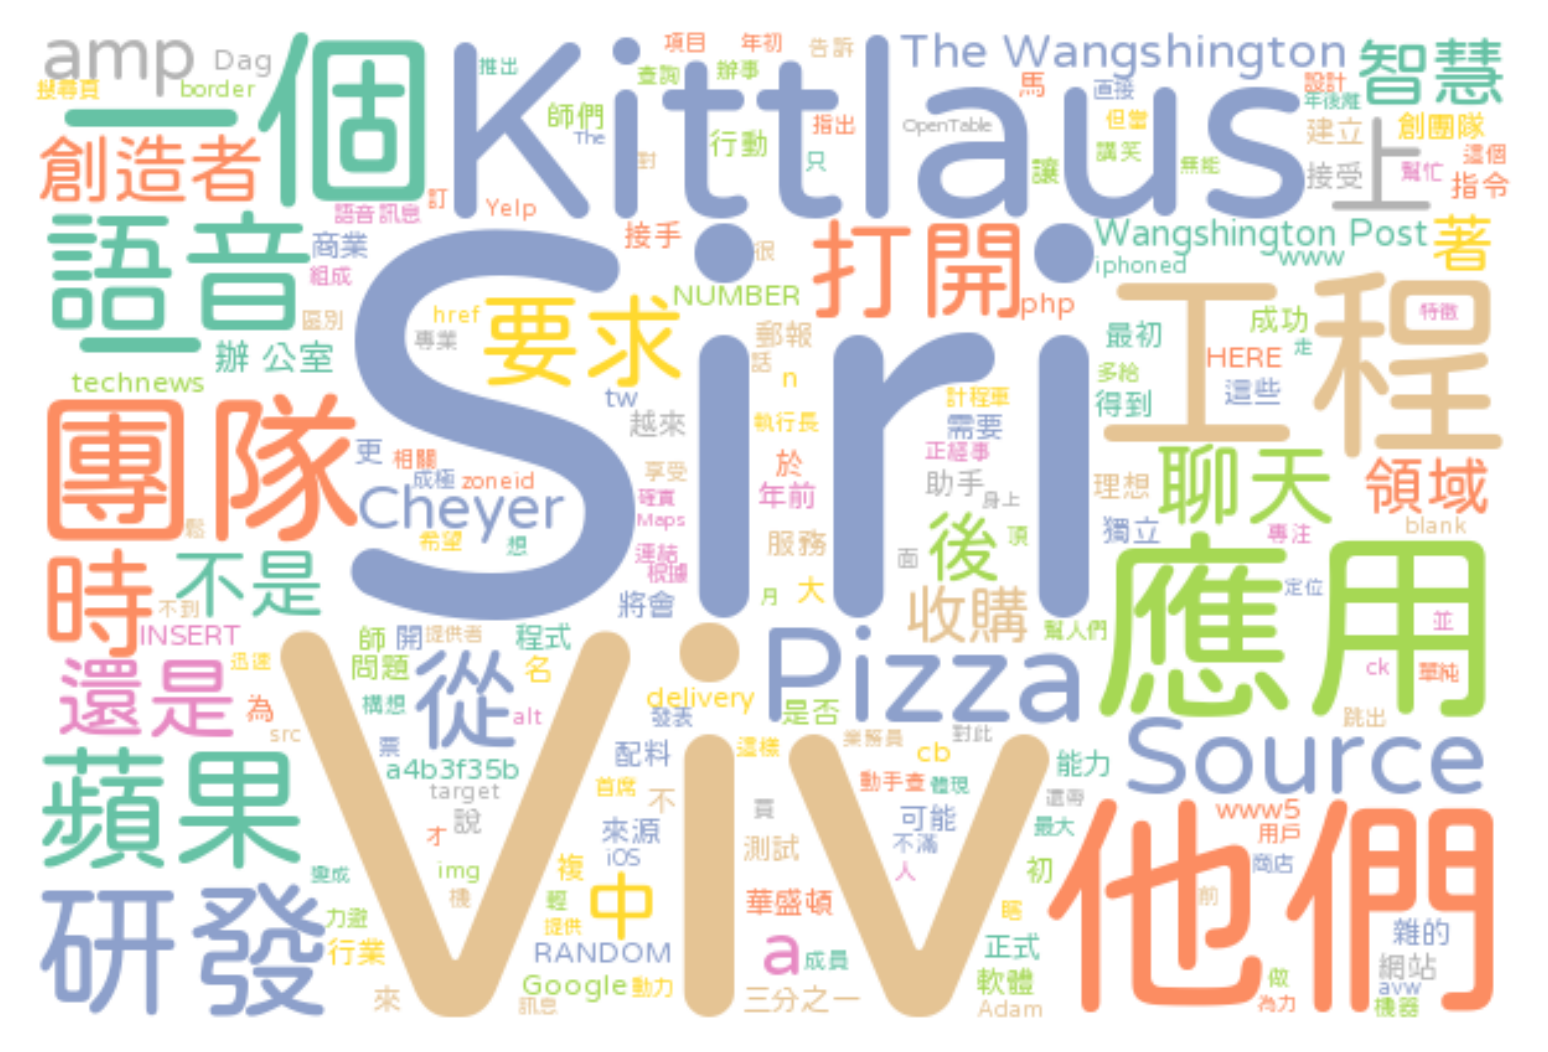 amp
Dag
搜尋頁
border
一個
推出
Kittlaus
項目
年初
告訴
查詢
辦事
The Wangshington
馬
直接
設計
年後離
智慧
創造者
師們
The
行動
對
指出
只
OpenTable
讓
但當
講笑
無能
建立
創團隊
接受
上
幫忙
這個
指令
語音訊息
訂
Yelp
語音
商業
組成
區別
接手
很
打開
Wangshington Post
www
iphoned
著
Siri
href
專業
要求
NUMBER
郵報
php
最初
成功
特徵
工程
一
辦公室
technews
話
n
tw
越來
執行長
計程車
需要
多給
得到
HERE
走
這些
團隊
更
相關
成極
zoneid
Cheyer
享受
於
年前
正經事
助手
身上
理想
聊天
領域
鬆
希望
想
確實
Maps
連結
根據
服務
後
頂
面
獨立
專注
blank
時
不是
不到
將會
月
大
收購
幫人們
應用
定位
並
INSERT
師
開
提供者
程式
Viv
Pizza
還是
迅速
為
src
問題
構想
從
alt
名
delivery
發表
是否
ck
單純
跳出
票
配料
這樣
業務員
對此
cb
能力
Source
蘋果
a4b3f35b
target
首席
不
動手查
體現
還帶
才
說
來源
iOS
買
測試
可能
不滿
最大
www5
用戶
商店
他們
變成
img
機
複
輕
中
提供
人
初
前
研發
力避
行業
RANDOM
華盛頓
瞎
a
成員
正式
雜的
網站
來
Google
動力
訊息
三分之一
軟體
Adam
做
為力
avw
機器